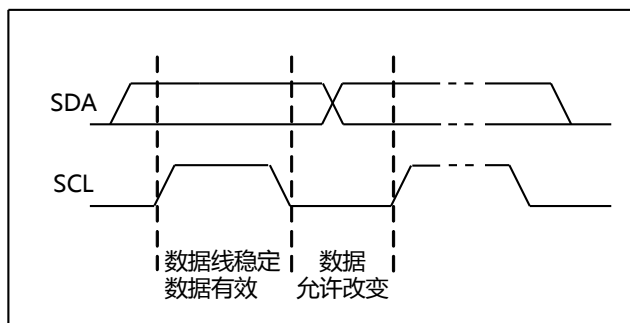 SDA
SCL
数据线稳定
数据有效
数据
允许改变